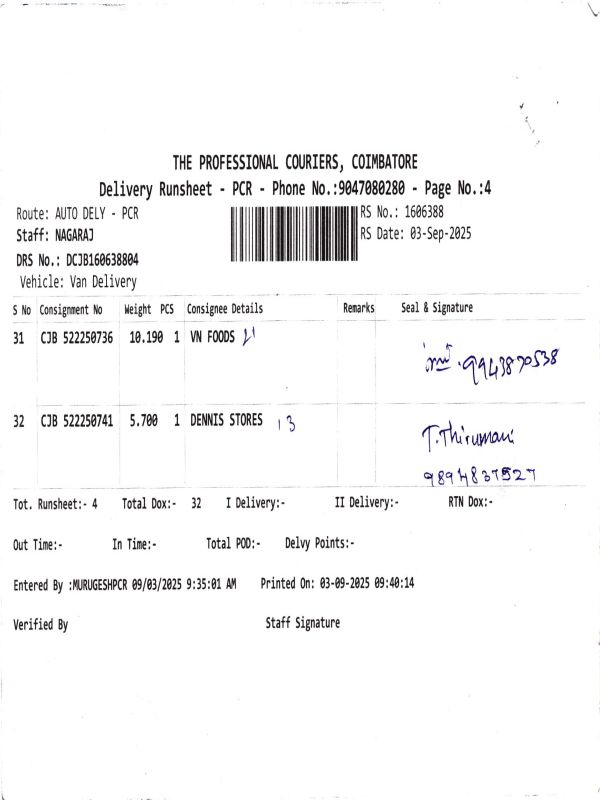 THE PROFESSIONAL COURIERS, COIMBATORE
Delivery Runsheet - PCR - Phone No.:9047080280 - Page No.:4
Route: AUTO DELY - PCR
RS No.: 1606388
Staff: NAGARAJ
RS Date: 03-Sep-2025
DRS No.: DCJB160638804
Vehicle: Van Delivery
S No Consignment No Weight PCS Consignee Details Remarks Seal & Signature
31 CJB 522250736 10.190 1 VN FOODS 9943870538
32 CJB 522250741 5.700 1 DENNIS STORES 13 T.Thirumani
9894837527
Tot. Runsheet:- 4 Total Dox:- 32 I Delivery:- II Delivery:- RTN Dox:-
Out Time:- In Time:- Total POD:- Delvy Points:-
Entered By :MURUGESHPCR 09/03/2025 9:35:01 AM Printed On: 03-09-2025 09:40:14
Verified By Staff Signature